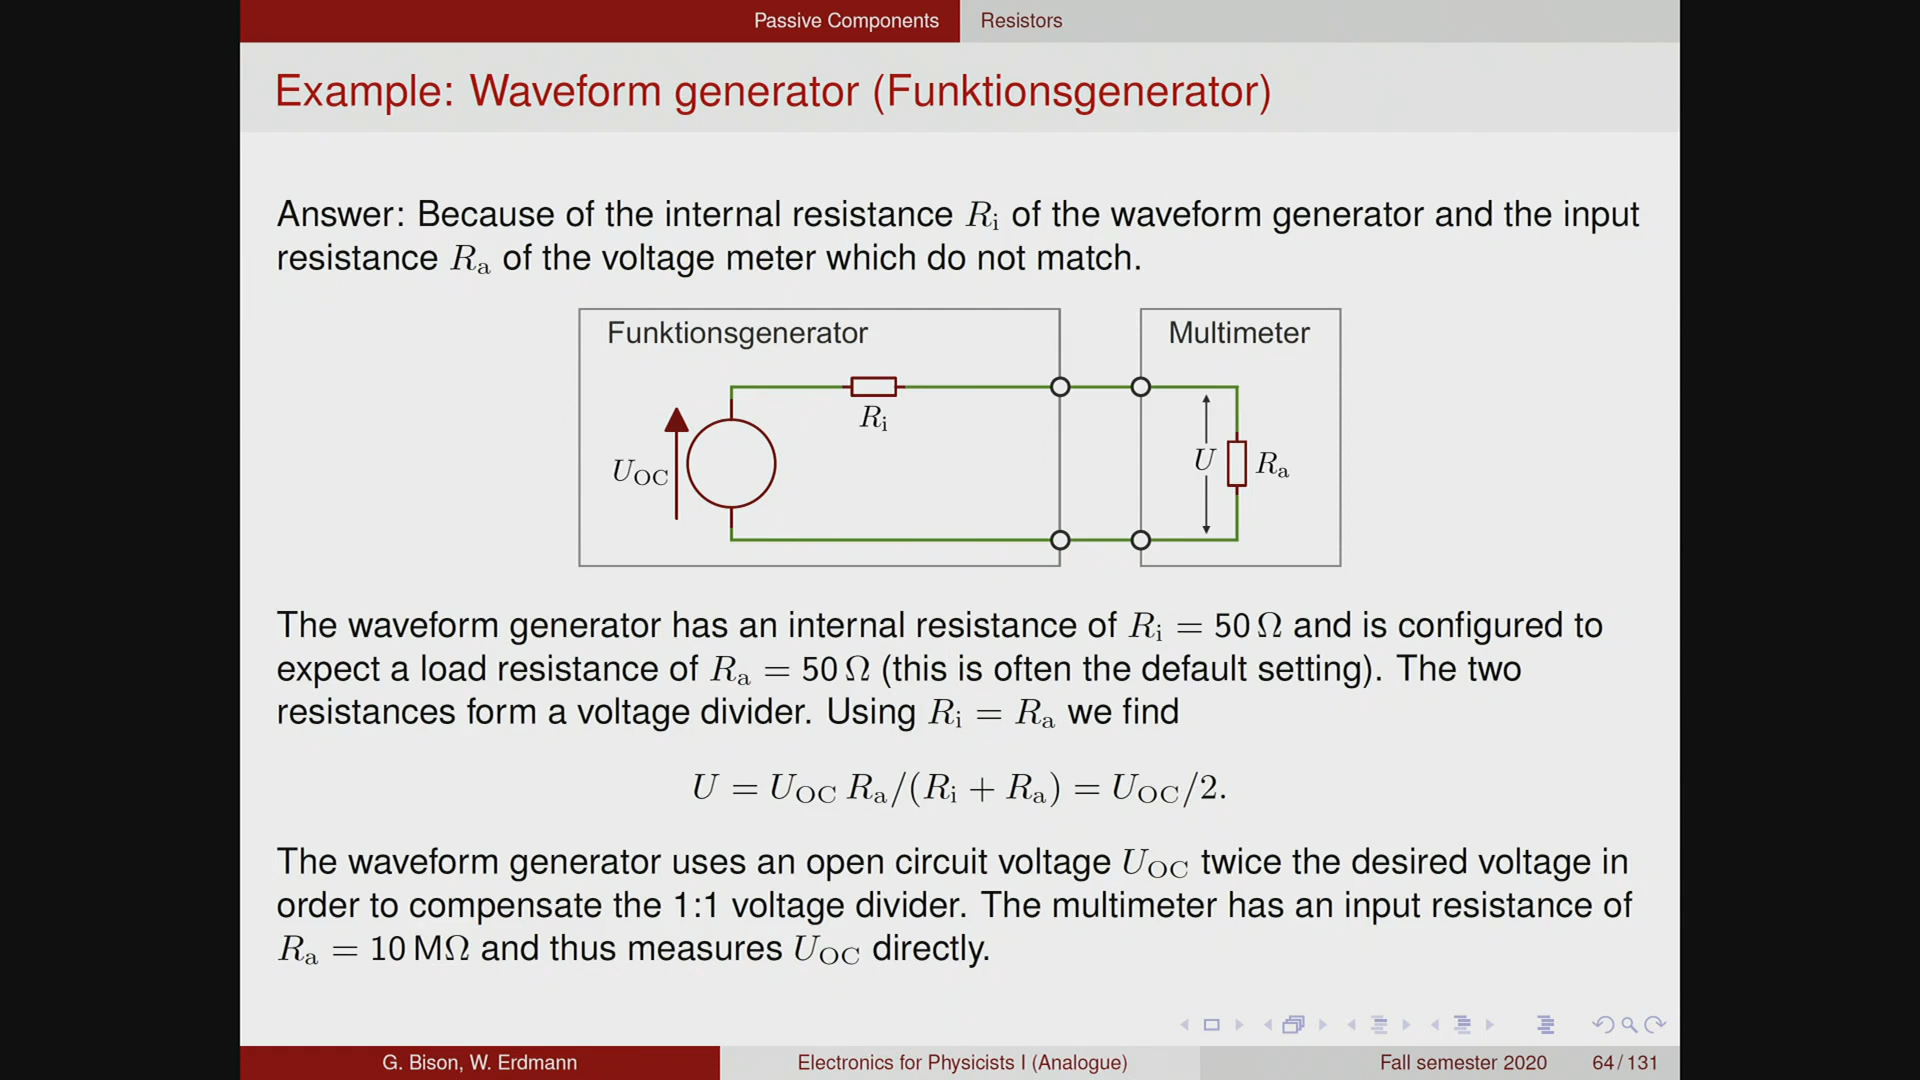 Passive Components
Resistors
Example: Waveform generator (Funktionsgenerator)
Answer: Because of the internal resistance Ri of the waveform generator and the input
resistance Ra of the voltage meter which do not match.
Funktionsgenerator
Multimeter
Ri
UOC
U
Ra
The waveform generator has an internal resistance of Ri = 50 Ω and is configured to
expect a load resistance of Ra = 50 Ω (this is often the default setting). The two
resistances form a voltage divider. Using Ri = Ra we find
U = UOC Ra/(Ri + Ra) = UOC/2.
The waveform generator uses an open circuit voltage UOC twice the desired voltage in
order to compensate the 1:1 voltage divider. The multimeter has an input resistance of
Ra = 10 MΩ and thus measures UOC directly.
G. Bison, W. Erdmann
Electronics for Physicists I (Analogue)
Fall semester 2020
64 / 131